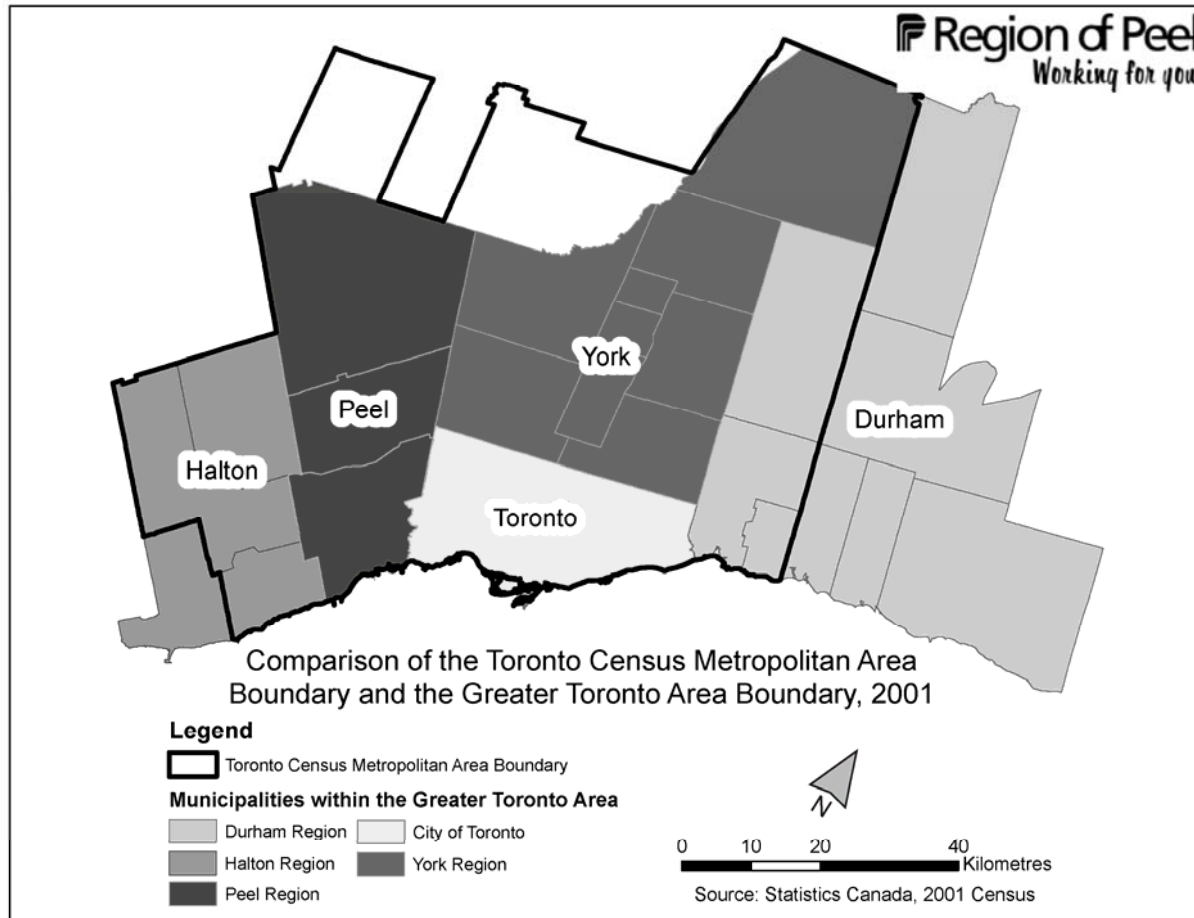 Region of Peel
Working for you
York
Peel
Durham
Halton
Toronto
Comparison of the Toronto Census Metropolitan Area
Boundary and the Greater Toronto Area Boundary, 2001
Legend
Toronto Census Metropolitan Area Boundary
Municipalities within the Greater Toronto Area
Durham Region
City of Toronto
Halton Region
York Region
Peel Region
N
0 10 20 40
Kilometres
Source: Statistics Canada, 2001 Census